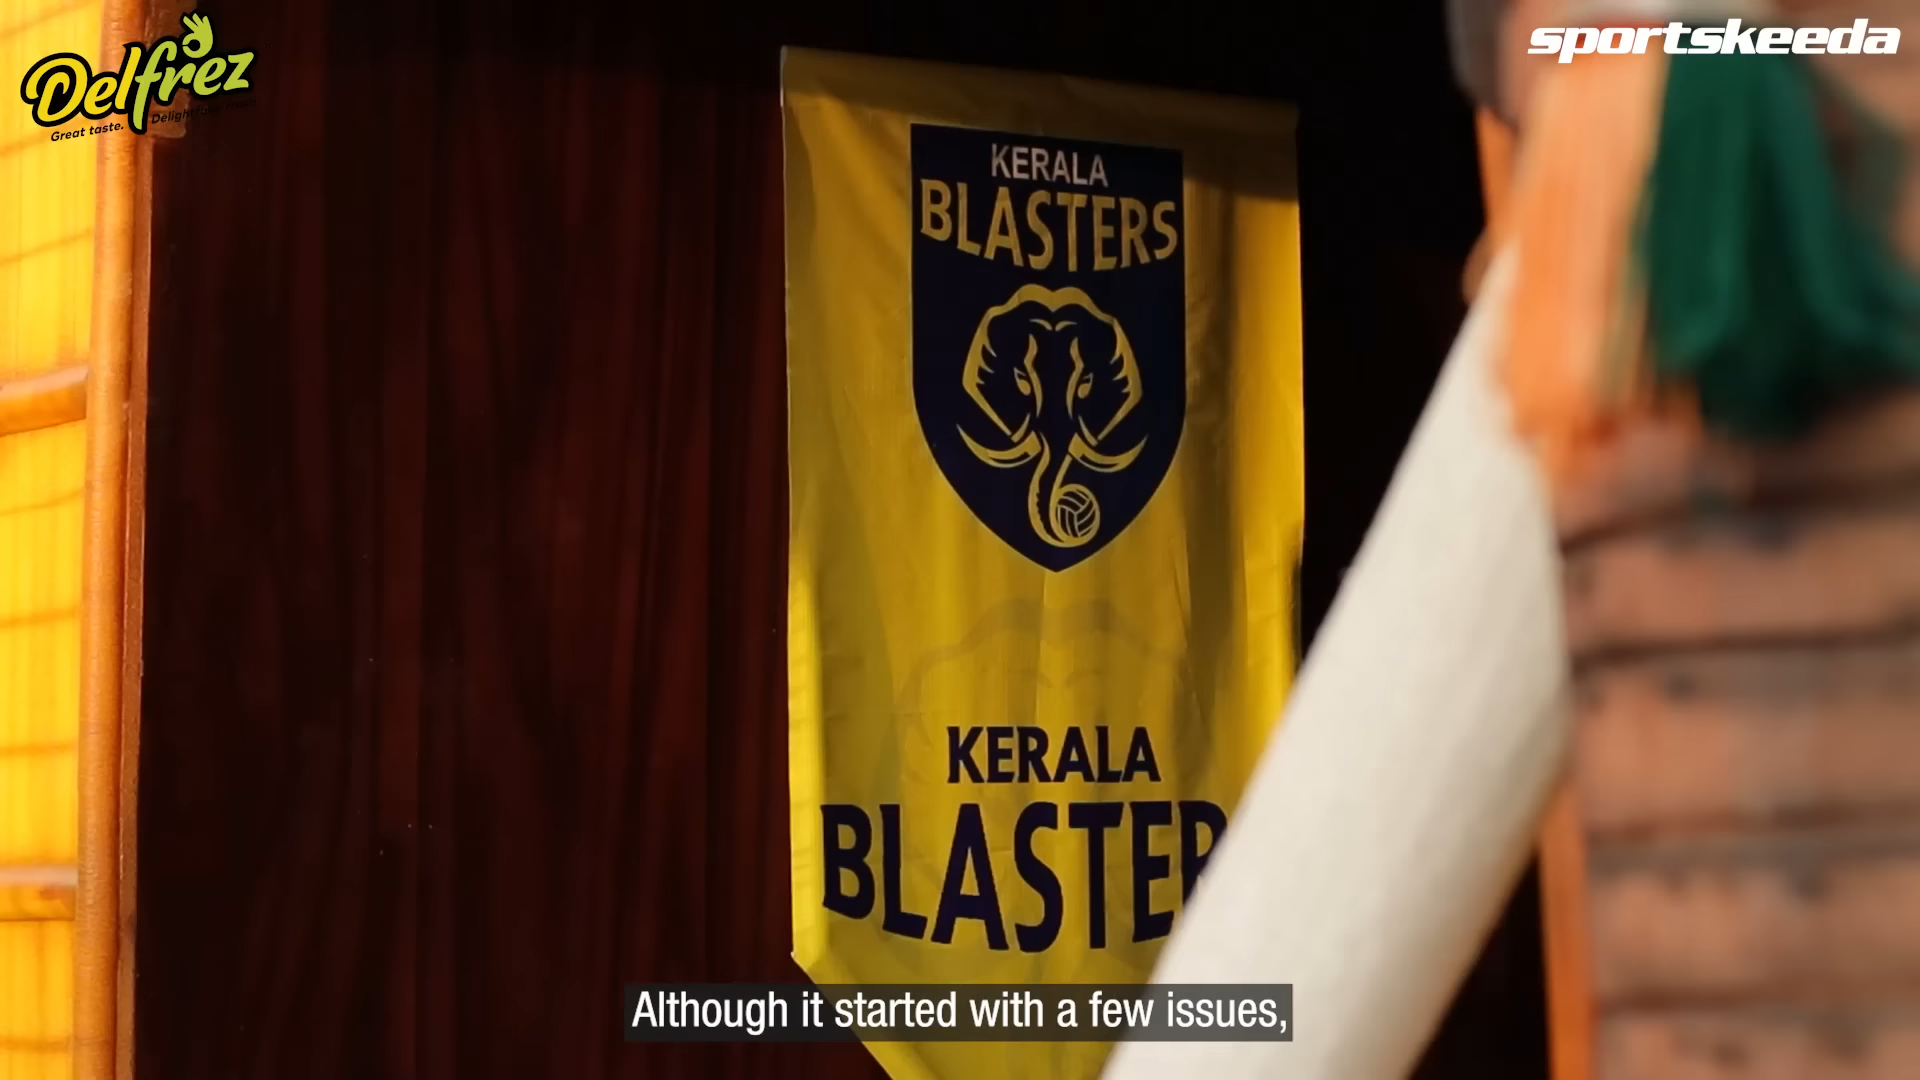 Delfrez
Great taste.
sportskeeda
KERALA
BLASTERS
KERALA
BLASTER
Although it started with a few issues,